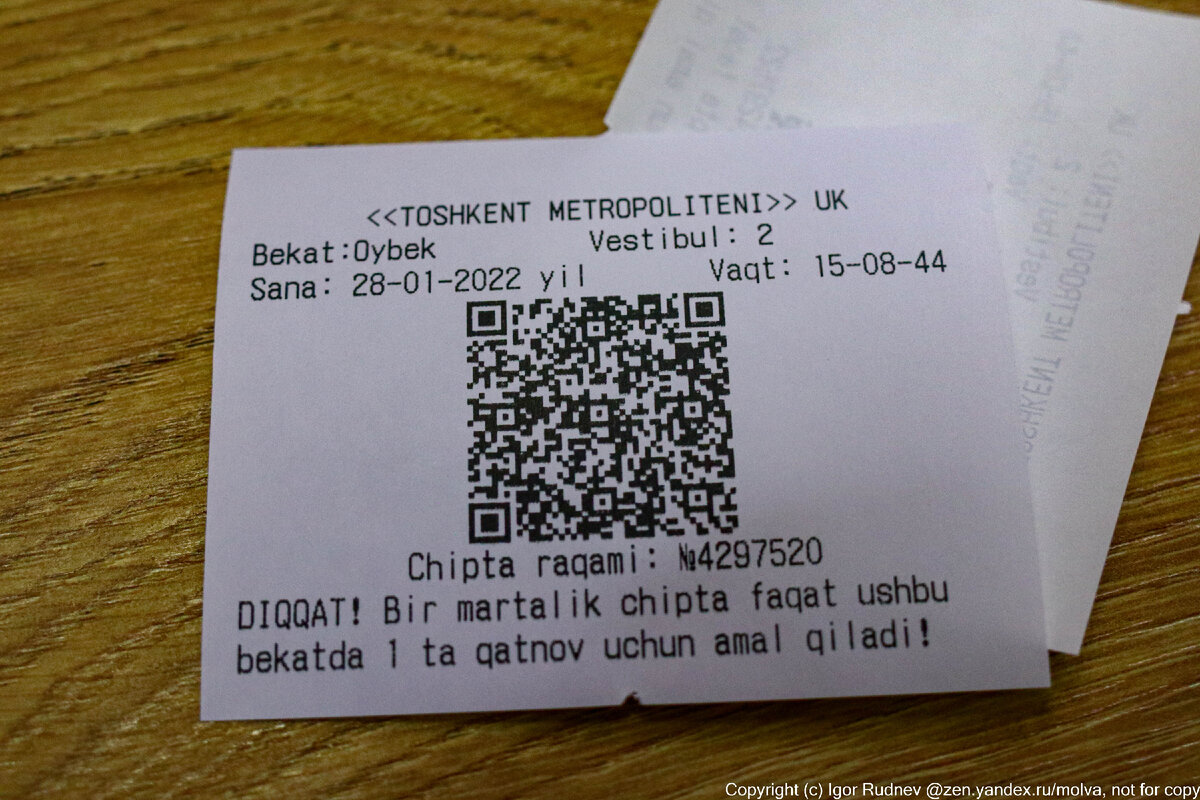 <<TOSHKENT METROPOLITENI>> UK
Bekat:Oybek Vestibul: 2
Sana: 28-01-2022 yil Vaqt: 15-08-44
Chipta raqami: №4297520
DIQQAT! Bir martalik chipta faqat ushbu
bekatda 1 ta qatnov uchun amal qiladi!
Copyright (c) Igor Rudnev @zen.yandex.ru/molva, not for copy